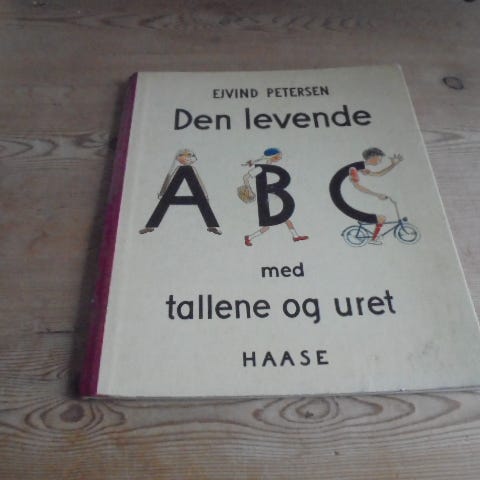 EJVIND PETERSEN
Den levende
ABC
med
tallene og uret
HAASE